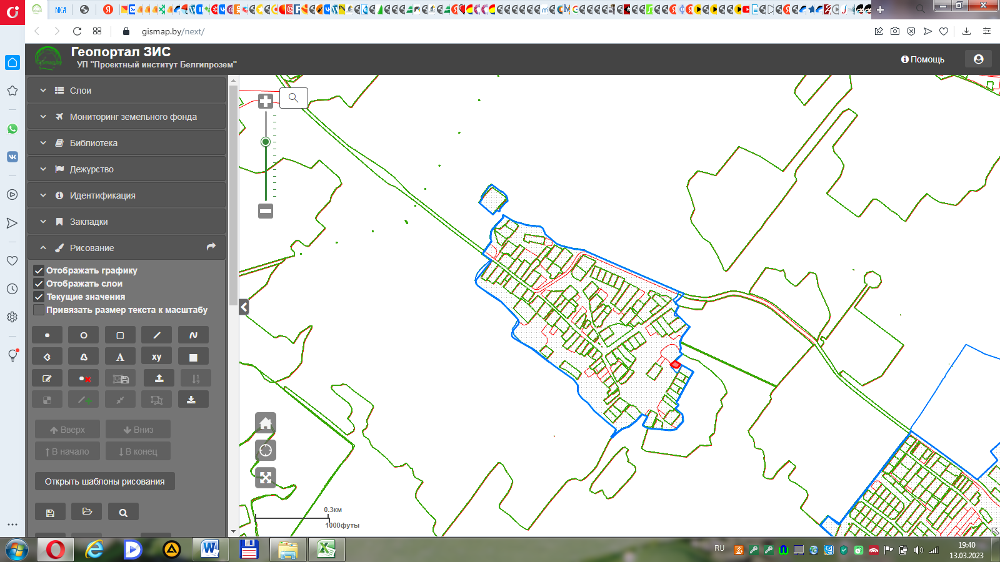 NKA
gismap.by/next/
Геопортал ЗИС
УП "Проектный институт Белгипрозем"
Помощь
Слои
Мониторинг земельного фонда
Библиотека
Дежурство
Идентификация
Закладки
Рисование
Отображать графику
Отображать слои
Текущие значения
Привязать размер текста к масштабу
A
xy
Вверх
Вниз
В начало
В конец
Открыть шаблоны рисования
0.3км
1000футы
RU
19:40
13.03.2023